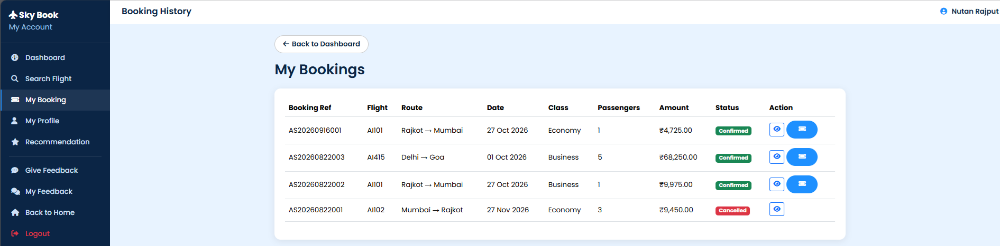 Sky Book
My Account
Dashboard
Search Flight
My Booking
My Profile
Recommendation
Give Feedback
My Feedback
Back to Home
Logout
Booking History
Nutan Rajput
← Back to Dashboard
My Bookings
Booking Ref Flight Route Date Class Passengers Amount Status Action
AS20260916001 AI101 Rajkot → Mumbai 27 Oct 2026 Economy 1 ₹4,725.00 Confirmed
AS20260822003 AI415 Delhi → Goa 01 Oct 2026 Business 5 ₹68,250.00 Confirmed
AS20260822002 AI101 Rajkot → Mumbai 27 Oct 2026 Business 1 ₹9,975.00 Confirmed
AS20260822001 AI102 Mumbai → Rajkot 27 Nov 2026 Economy 3 ₹9,450.00 Cancelled